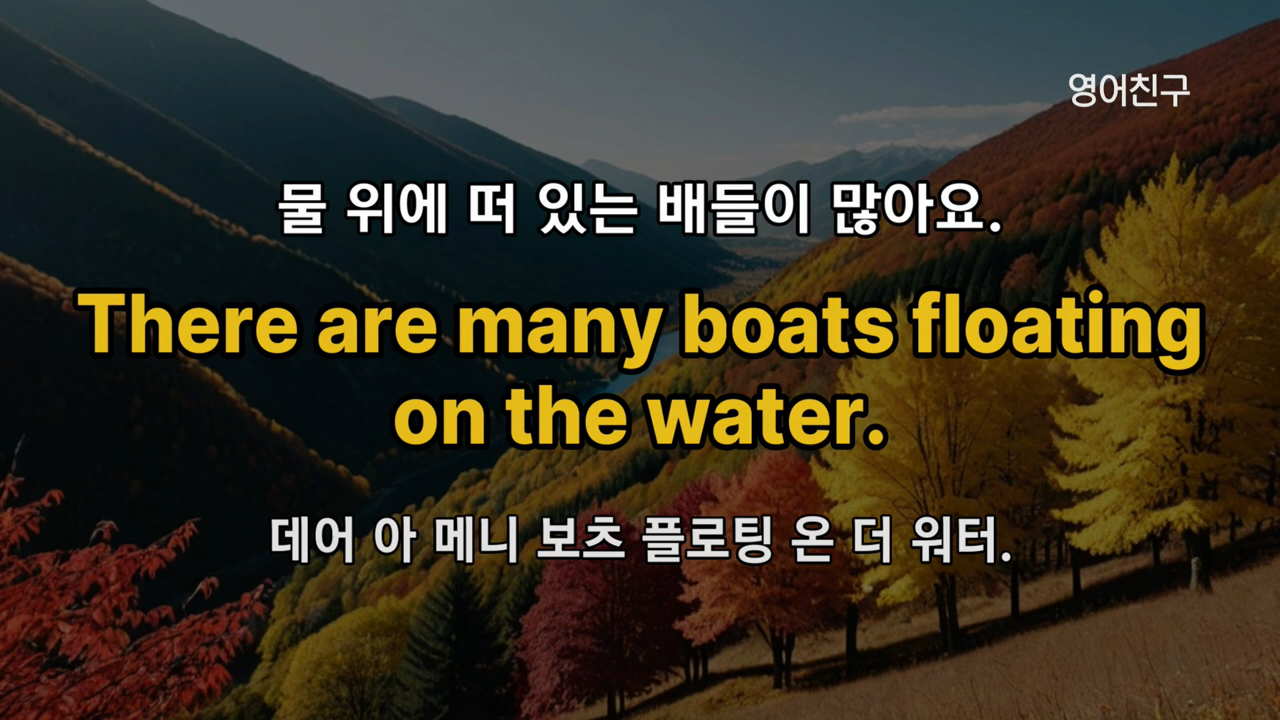 영어친구
물 위에 떠 있는 배들이 많아요.
There are many boats floating
on the water.
데어 아 메니 보츠 플로팅 온 더 워터.